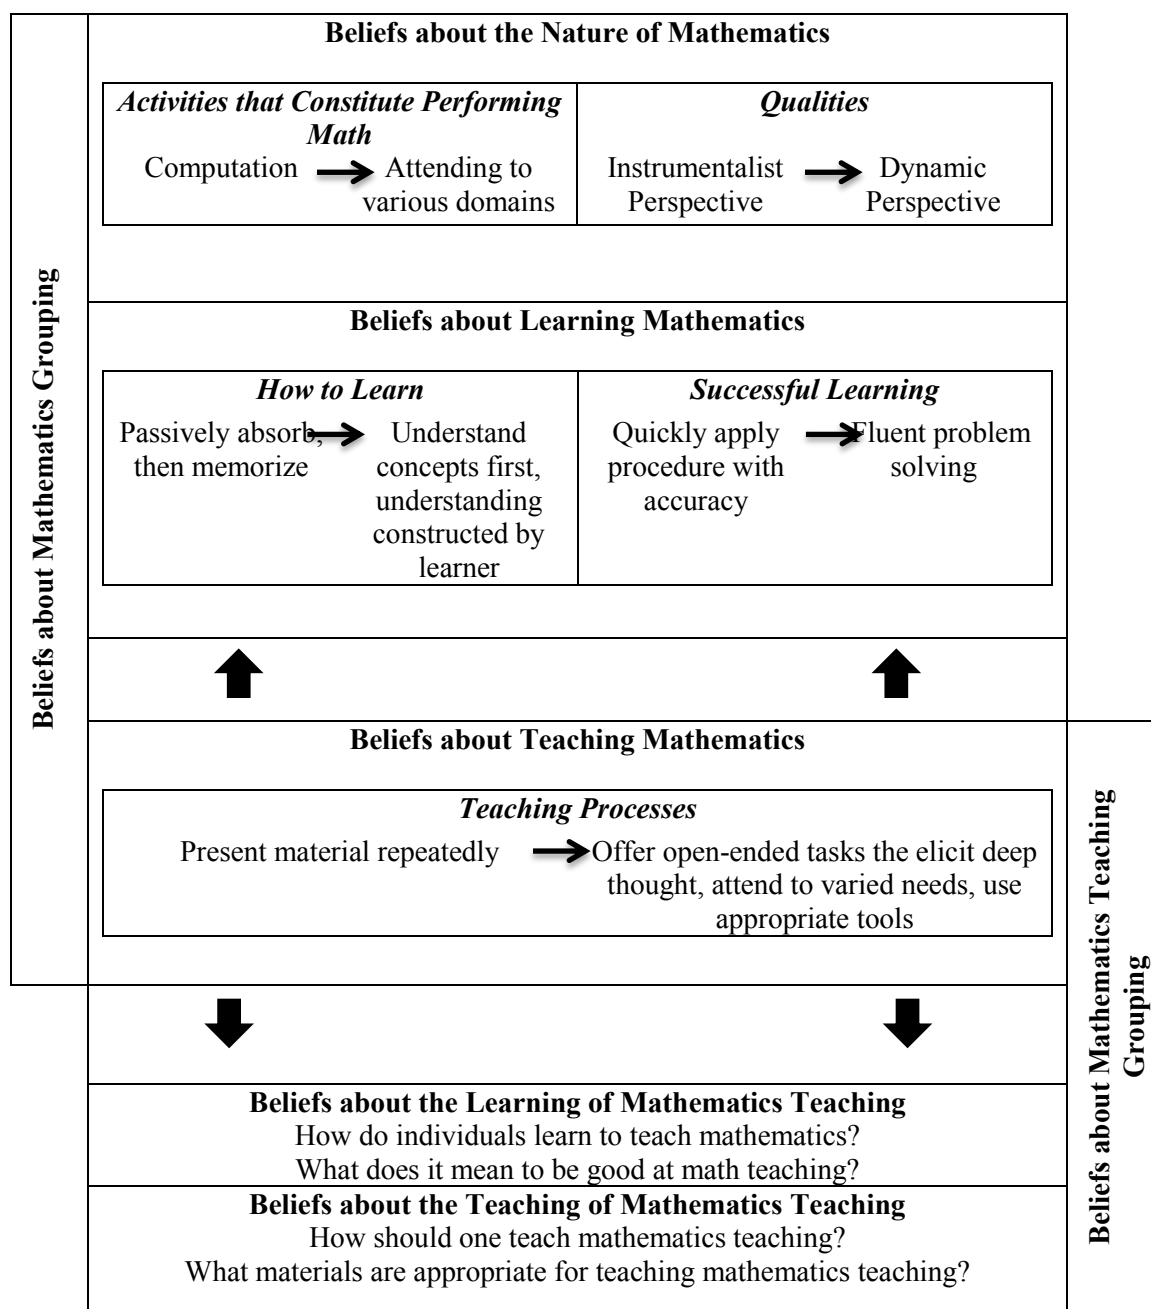 Beliefs about Mathematics Grouping
Beliefs about the Nature of Mathematics
Activities that Constitute Performing
Math
Computation
Attending to
various domains
Qualities
Instrumentalist
Perspective
Dynamic
Perspective
Beliefs about Learning Mathematics
How to Learn
Passively absorb,
then memorize
Understand
concepts first,
understanding
constructed by
learner
Successful Learning
Quickly apply
procedure with
accuracy
Fluent problem
solving
Beliefs about Teaching Mathematics
Teaching Processes
Present material repeatedly
Offer open-ended tasks the elicit deep
thought, attend to varied needs, use
appropriate tools
Beliefs about the Learning of Mathematics Teaching
How do individuals learn to teach mathematics?
What does it mean to be good at math teaching?
Beliefs about the Teaching of Mathematics Teaching
How should one teach mathematics teaching?
What materials are appropriate for teaching mathematics teaching?
Beliefs about Mathematics Teaching
Grouping